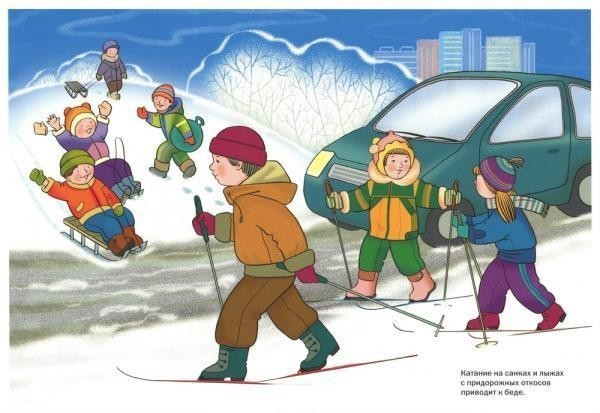 Катание на санках и лыжах
с придорожных откосов
приводит к беде.